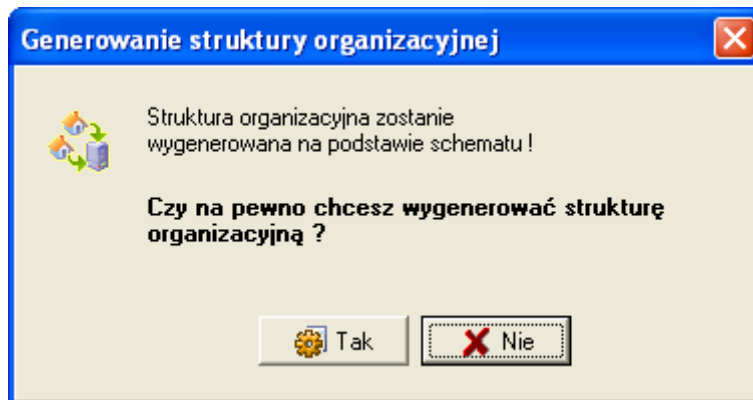 Generowanie struktury organizacyjnej
Struktura organizacyjna zostanie
wygenerowana na podstawie schematu !
Czy na pewno chcesz wygenerować strukturę
organizacyjną ?
Tak
Nie